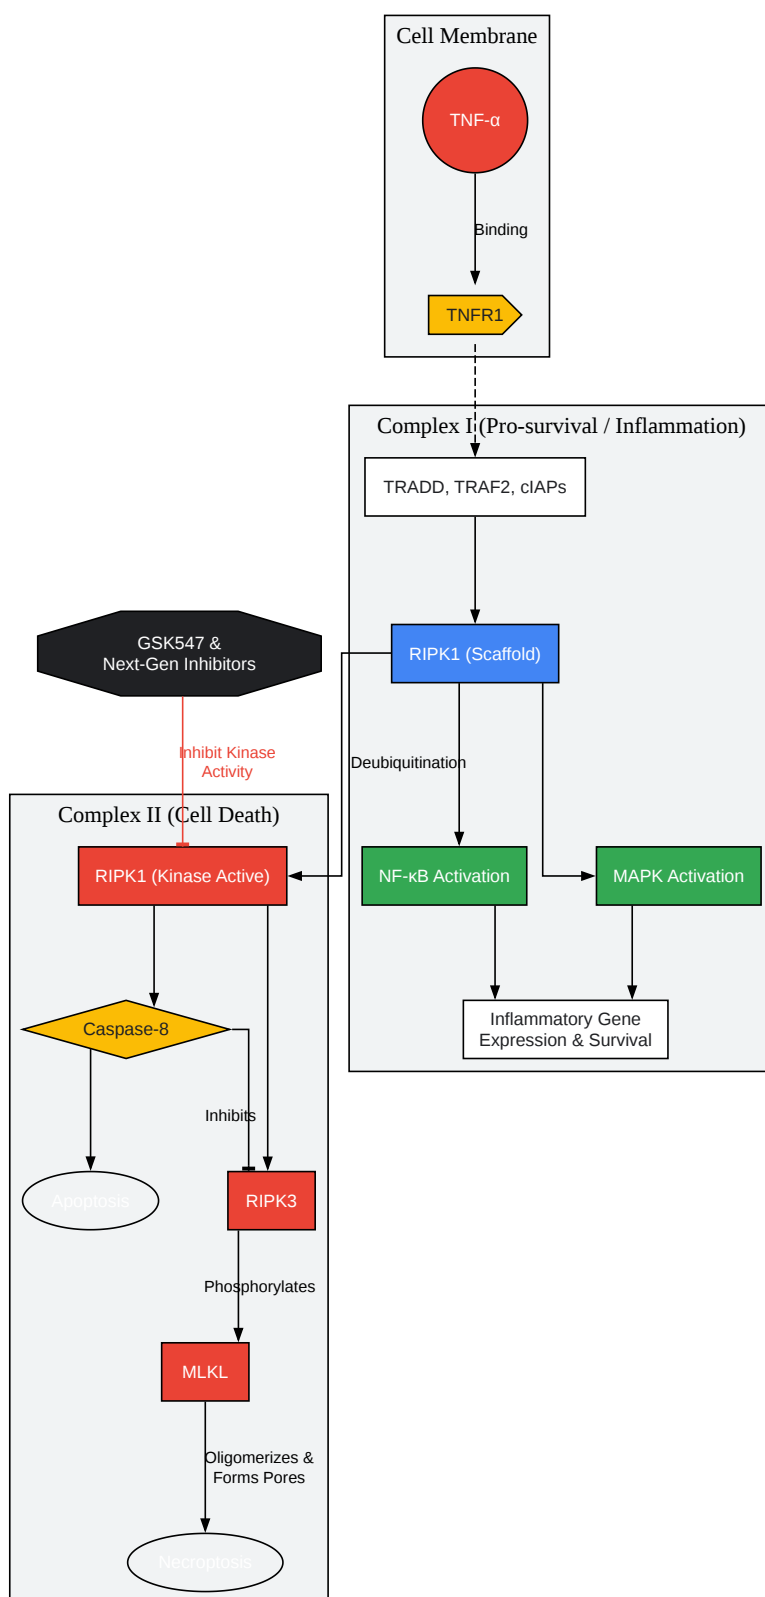 Cell Membrane
TNF-α
Binding
TNFR1
Complex I (Pro-survival / Inflammation)
TRADD, TRAF2, cIAPs
GSK547 &
Next-Gen Inhibitors
RIPK1 (Scaffold)
Inhibit Kinase
Activity
Deubiquitination
Complex II (Cell Death)
RIPK1 (Kinase Active)
NF-κB Activation
MAPK Activation
Caspase-8
Inflammatory Gene
Expression & Survival
Inhibits
Apoptosis
RIPK3
Phosphorylates
MLKL
Oligomerizes &
Forms Pores
Necroptosis